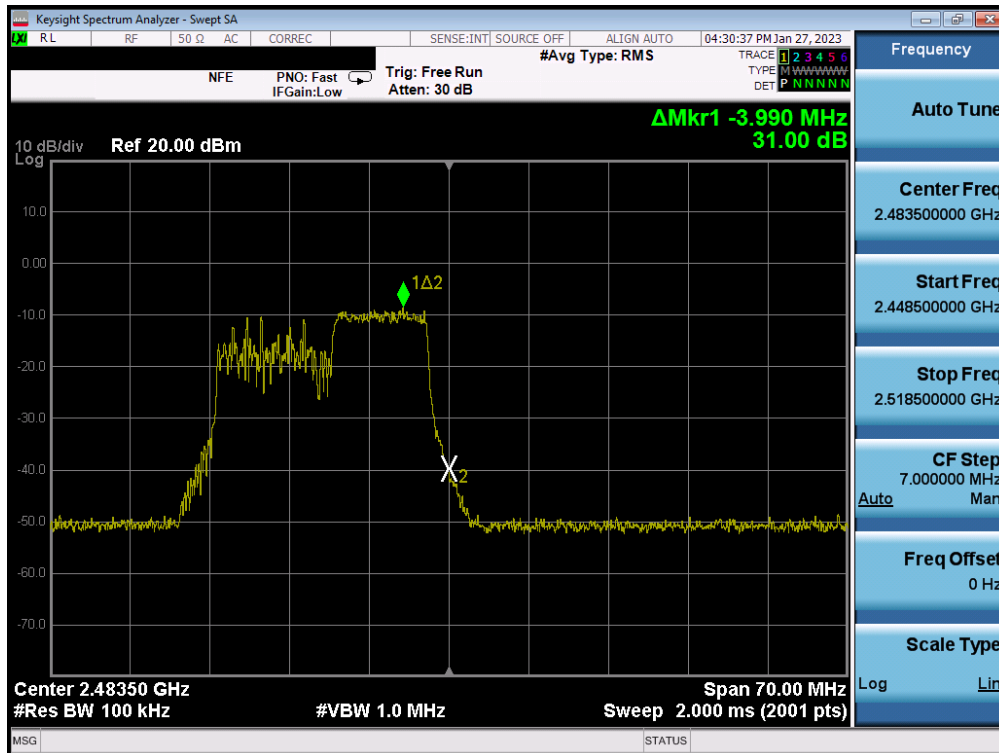 Keysight Spectrum Analyzer - Swept SA
LXI RL RF 50 Ω AC CORREC SENSE:INT SOURCE OFF ALIGN AUTO 04:30:37 PM Jan 27, 2023
#Avg Type: RMS
TRACE 1 2 3 4 5 6
NFE PNO: Fast Trig: Free Run
TYPE M WWWWW
IFGain:Low Atten: 30 dB
DET P N N N N N
ΔMkr1 -3.990 MHz
31.00 dB
10 dB/div Ref 20.00 dBm
Log
10.0
0.00
1Δ2
-10.0
-20.0
-30.0
-40.0
2
-50.0
-60.0
-70.0
Center 2.48350 GHz Span 70.00 MHz
#Res BW 100 kHz #VBW 1.0 MHz Sweep 2.000 ms (2001 pts)
MSG STATUS
Frequency
Auto Tune
Center Freq
2.483500000 GHz
Start Freq
2.448500000 GHz
Stop Freq
2.518500000 GHz
CF Step
7.000000 MHz
Auto Man
Freq Offset
0 Hz
Scale Type
Log Lin